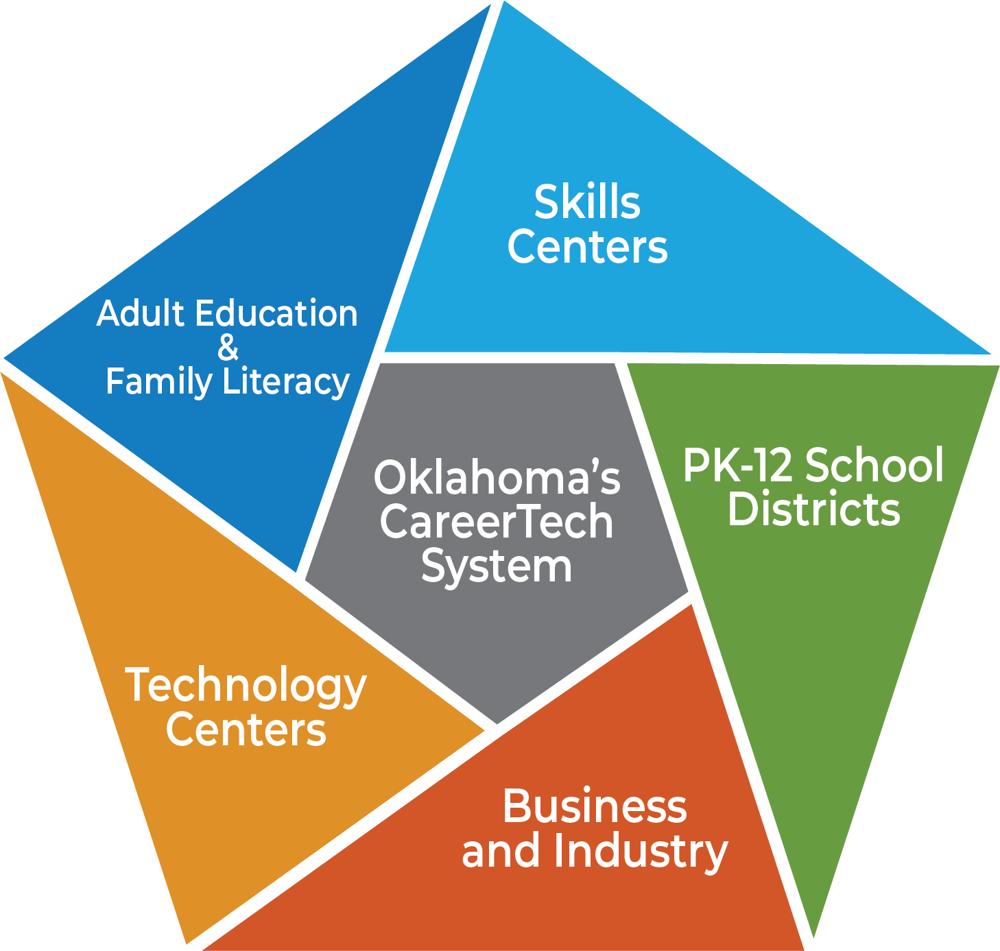 Skills
Centers
Adult Education
&
Family Literacy
PK-12 School
Districts
Oklahoma’s
CareerTech
System
Technology
Centers
Business
and Industry